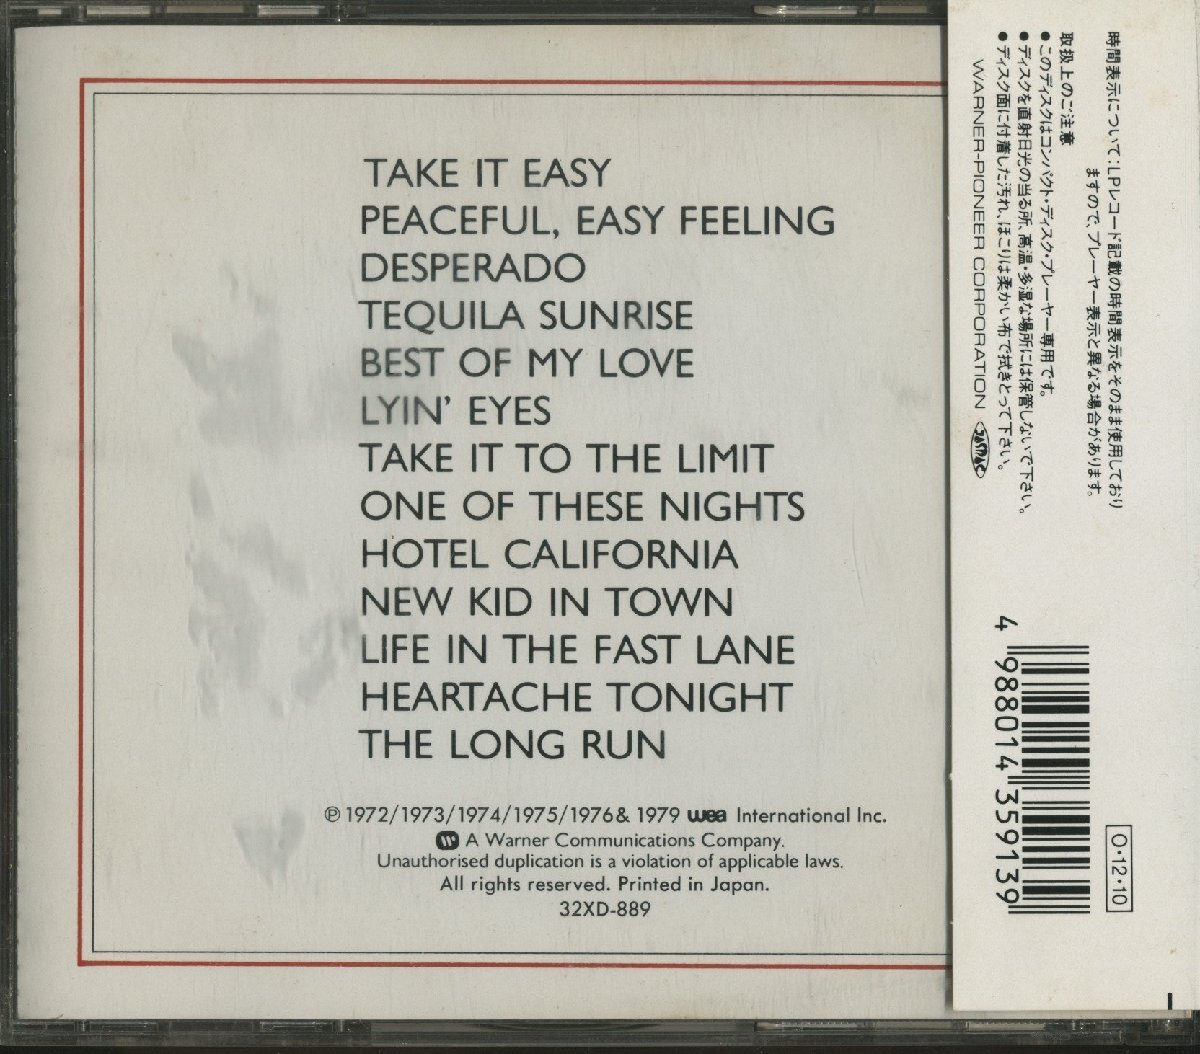 TAKE IT EASY
PEACEFUL, EASY FEELING
DESPERADO
TEQUILA SUNRISE
BEST OF MY LOVE
LYIN' EYES
TAKE IT TO THE LIMIT
ONE OF THESE NIGHTS
HOTEL CALIFORNIA
NEW KID IN TOWN
LIFE IN THE FAST LANE
HEARTACHE TONIGHT
THE LONG RUN
℗ 1972/1973/1974/1975/1976 & 1979 wea International Inc.
A Warner Communications Company.
Unauthorised duplication is a violation of applicable laws.
All rights reserved. Printed in Japan.
32XD-889
時間表示について:LPレコード記載の時間表示をそのまま使用しており
ますので、プレーヤー表示と異なる場合があります。
取扱上のご注意
●このディスクはコンパクト・ディスク・プレーヤー専用です。
●ディスクを直射日光の当る所、高温・多湿な場所には保管しないで下さい。
●ディスク面に付着した汚れ、ほこりは柔かい布で拭きとって下さい。
WARNER-PIONEER CORPORATION JASRAC
4 988014 359139
O・12・10